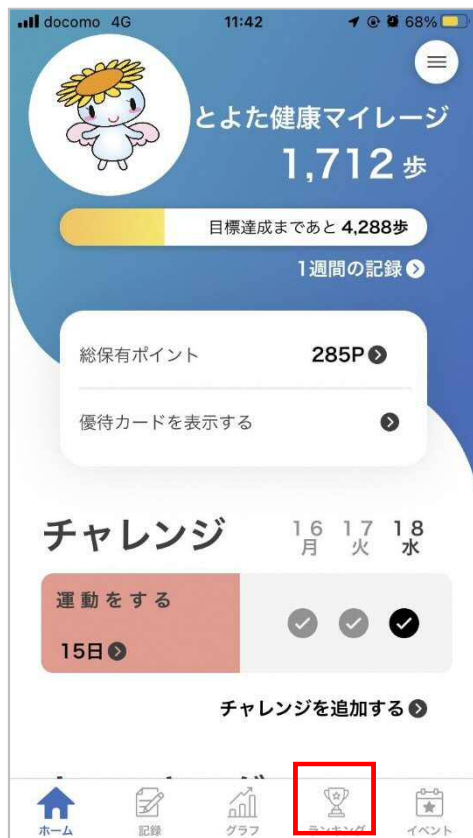 docomo 4G 11:42 68%
とよた健康マイレージ
1,712 歩
目標達成まであと 4,288歩
1週間の記録
総保有ポイント 285P
優待カードを表示する
チャレンジ
16 17 18
月 火 水
運動をする
15日
チャレンジを追加する
ホーム 記録 グラフ ランキング イベント